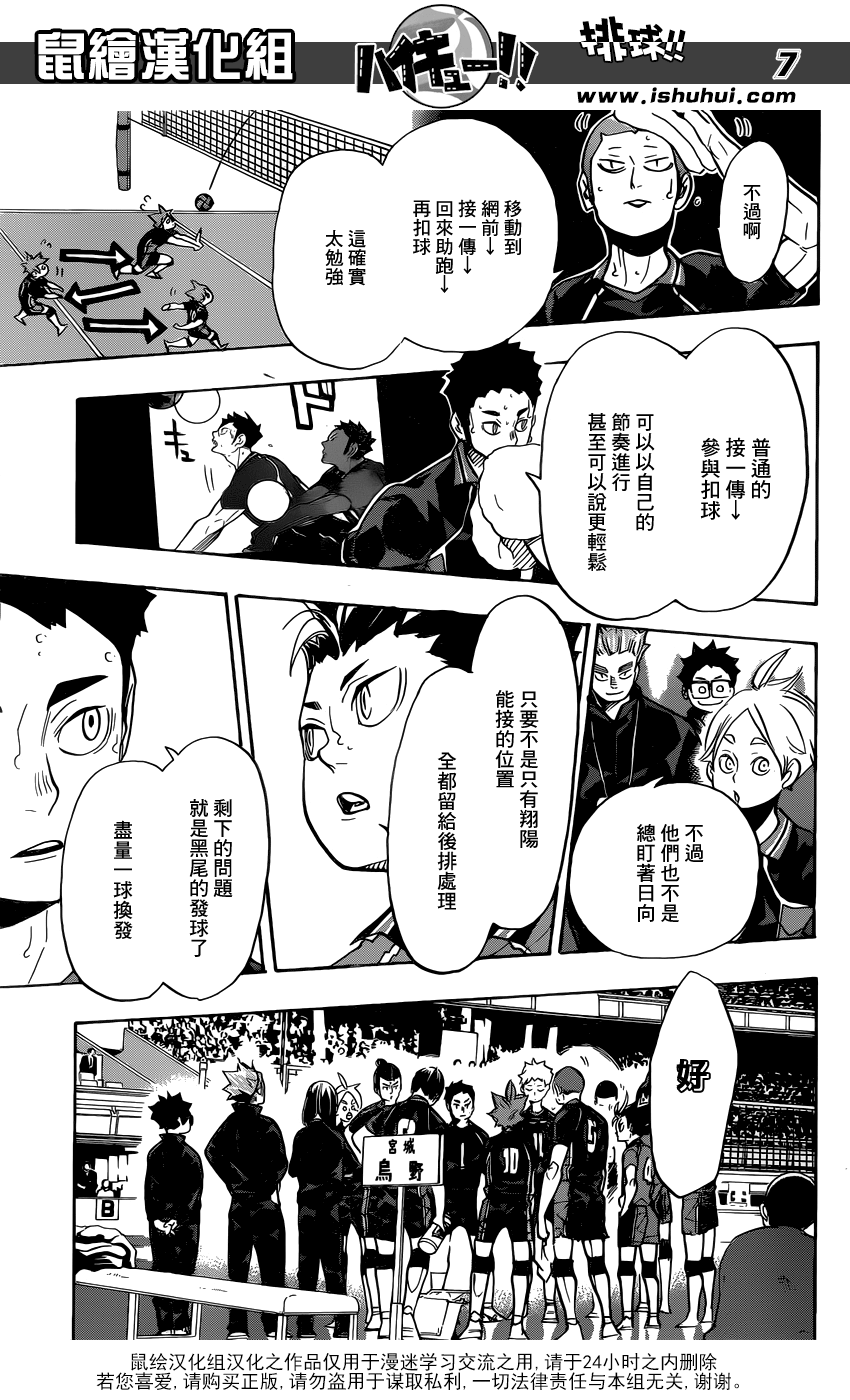 鼠繪漢化組
ハイキュー!!
排球!!
7
www.ishuhui.com
不過啊
移動到
網前↓
接一傳↓
回來助跑↓
再扣球
這確實
太勉強
普通的
接一傳↓
參與扣球
可以以自己的
節奏進行
甚至可以說更輕鬆
ド
キュ
不過
他們也不是
總盯著日向
只要不是只有翔陽
能接的位置
全都留給後排處理
剩下的問題
就是黑尾的發球了
盡量一球換發
好
宮城
烏野
1
10
5
B
鼠绘汉化组汉化之作品仅用于漫迷学习交流之用,请于24小时之内删除
若您喜爱,请购买正版,请勿盗用于谋取私利,一切法律责任与本组无关,谢谢。